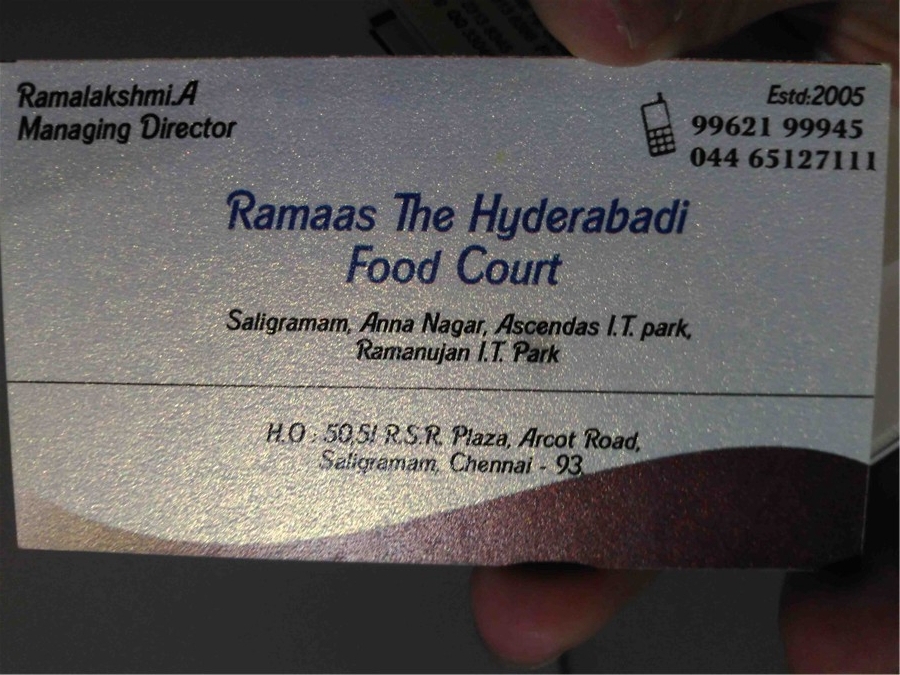 Ramalakshmi.A
Managing Director
Estd:2005
99621 99945
044 65127111
Ramaas The Hyderabadi
Food Court
Saligramam, Anna Nagar, Ascendas I.T. park,
Ramanujan I.T. Park
H.O : 50,51 R.S.R. Plaza, Arcot Road,
Saligramam, Chennai - 93